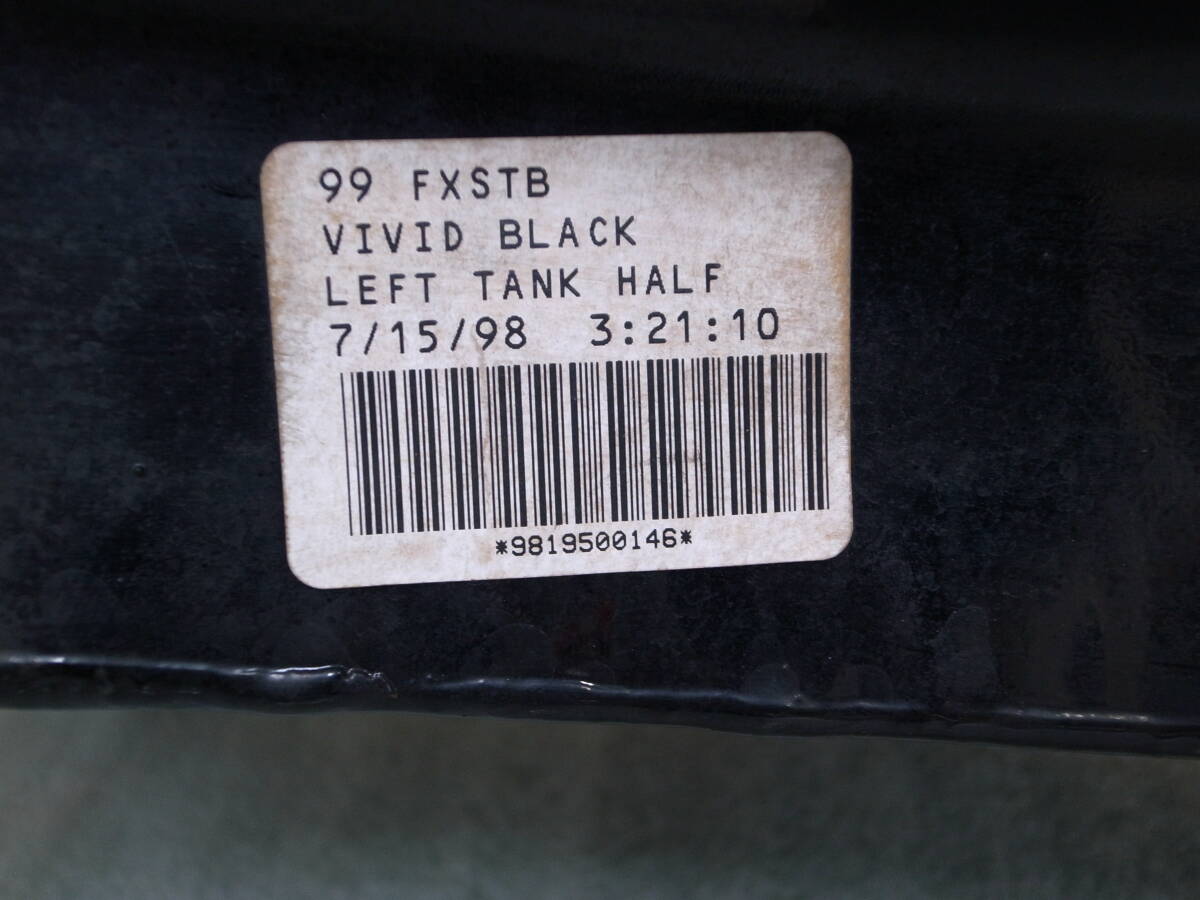 99 FXSTB
VIVID BLACK
LEFT TANK HALF
7/15/98 3:21:10
*9819500146*